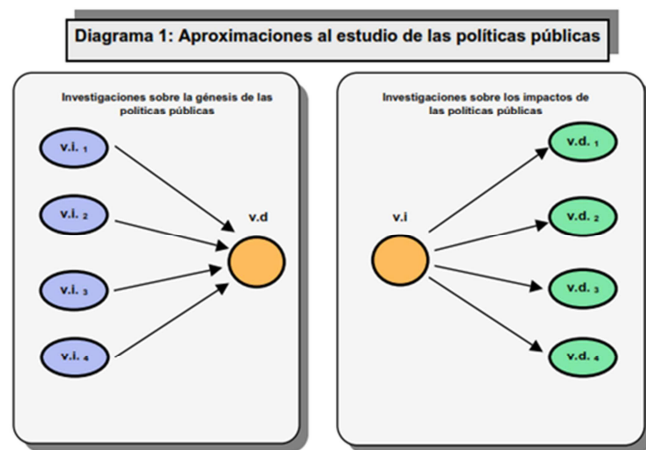 Diagrama 1: Aproximaciones al estudio de las políticas públicas
Investigaciones sobre la génesis de las
políticas públicas
v.i. 1
v.i. 2
v.i. 3
v.i. 4
v.d
Investigaciones sobre los impactos de
las políticas públicas
v.i
v.d. 1
v.d. 2
v.d. 3
v.d. 4